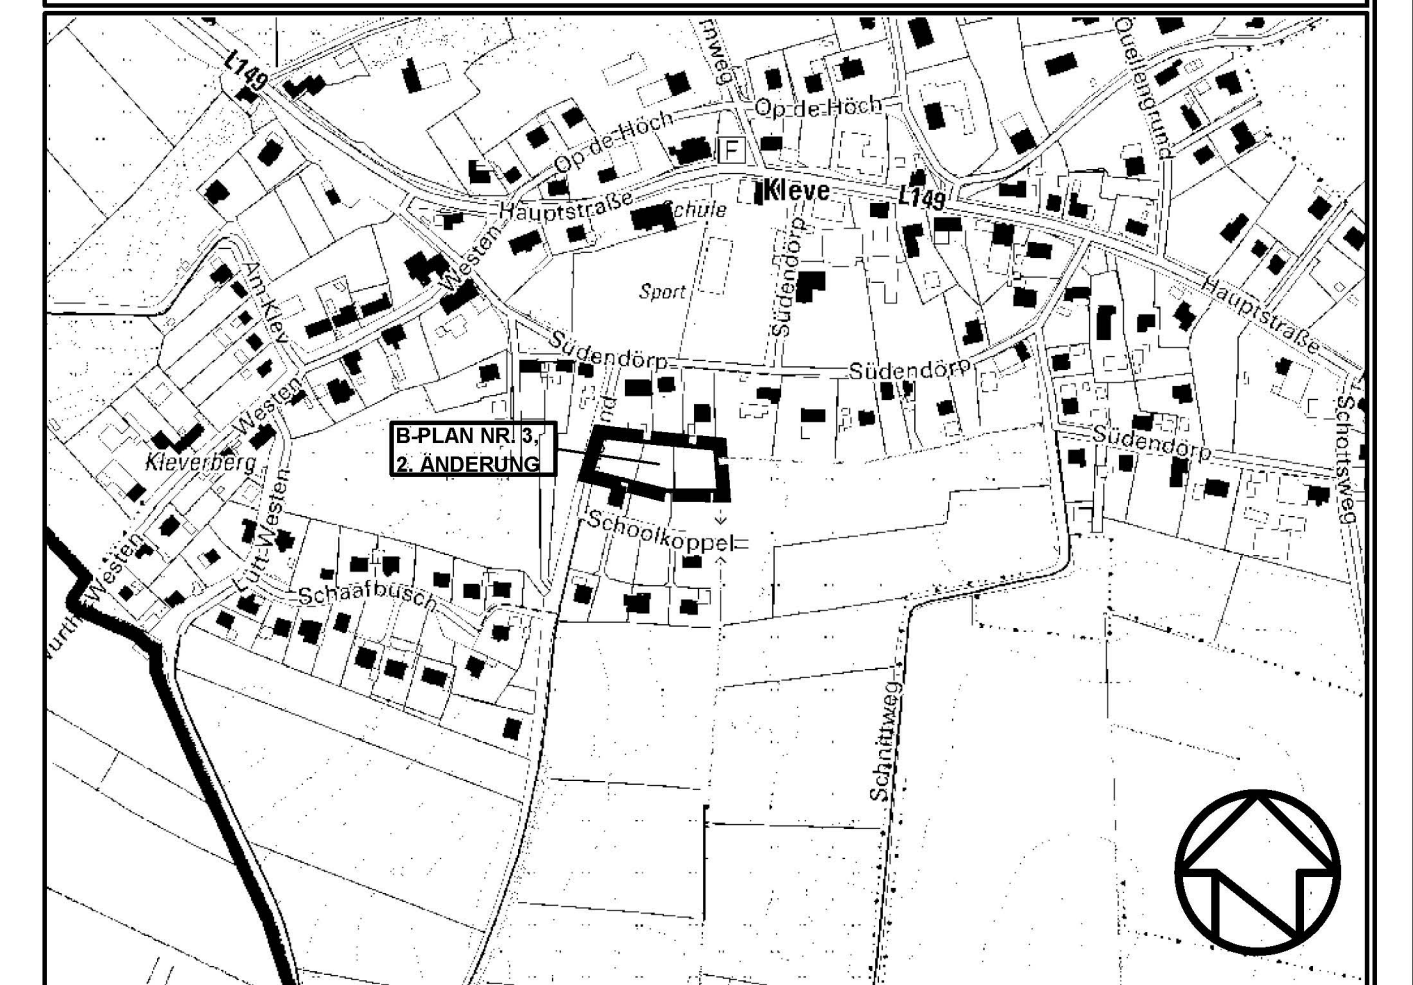 L149
Quellengrund
Op de Höch
Op de Höch
F
Kleve
L149
Hauptstraße
Schule
Westen
Südendörp
Am Klev
Sport
Hauptstraße
Südendörp
Südendörp
Westen
Schottsweg
B-PLAN NR. 3,
2. ÄNDERUNG
Südendörp
Kleverberg
Lütt-Westen
Schoolkoppel
Westen
Schaafbusch
Schnittweg
N